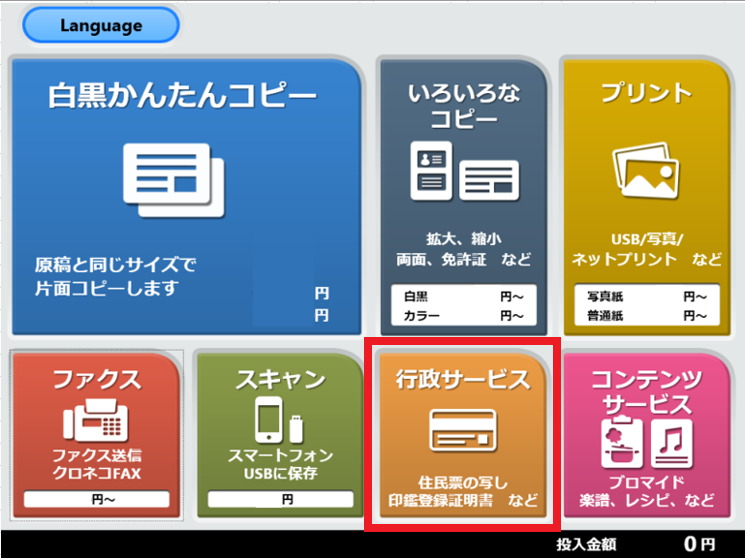 Language
白黒かんたんコピー
原稿と同じサイズで
片面コピーします
円
円
いろいろな
コピー
拡大、縮小
両面、免許証 など
白黒 円～
カラー 円～
プリント
USB/写真/
ネットプリント など
写真紙 円～
普通紙 円～
ファクス
ファクス送信
クロネコFAX
円～
スキャン
スマートフォン
USBに保存
円
行政サービス
住民票の写し
印鑑登録証明書 など
コンテンツ
サービス
ブロマイド
楽譜、レシピ、など
投入金額 0円